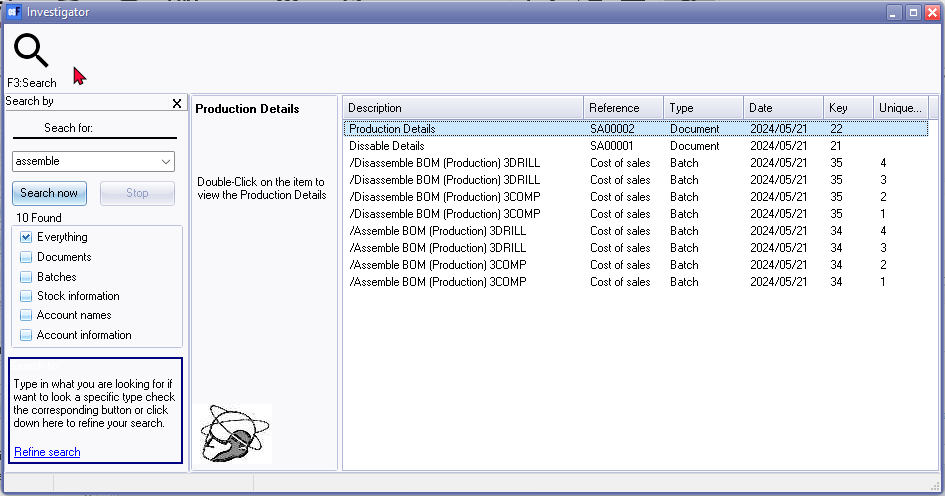 Investigator
F3:Search
Search by
Seach for:
assemble
Search now
Stop
10 Found
Everything
Documents
Batches
Stock information
Account names
Account information
Type in what you are looking for if
want to look a specific type check
the corresponding button or click
down here to refine your search.
Refine search
Production Details
Double-Click on the item to
view the Production Details
Description Reference Type Date Key Unique...
Production Details SA00002 Document 2024/05/21 22
Dissable Details SA00001 Document 2024/05/21 21
/Disassemble BOM (Production) 3DRILL Cost of sales Batch 2024/05/21 35 4
/Disassemble BOM (Production) 3DRILL Cost of sales Batch 2024/05/21 35 3
/Disassemble BOM (Production) 3COMP Cost of sales Batch 2024/05/21 35 2
/Disassemble BOM (Production) 3COMP Cost of sales Batch 2024/05/21 35 1
/Assemble BOM (Production) 3DRILL Cost of sales Batch 2024/05/21 34 4
/Assemble BOM (Production) 3DRILL Cost of sales Batch 2024/05/21 34 3
/Assemble BOM (Production) 3COMP Cost of sales Batch 2024/05/21 34 2
/Assemble BOM (Production) 3COMP Cost of sales Batch 2024/05/21 34 1